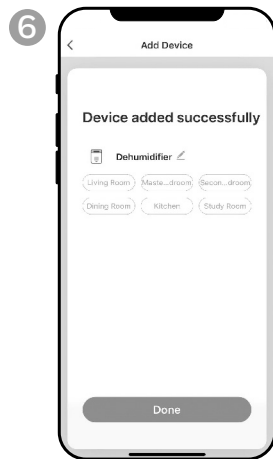 6
Add Device
Device added successfully
Dehumidifier
Living Room Maste...droom Secon...droom
Dining Room Kitchen Study Room
Done